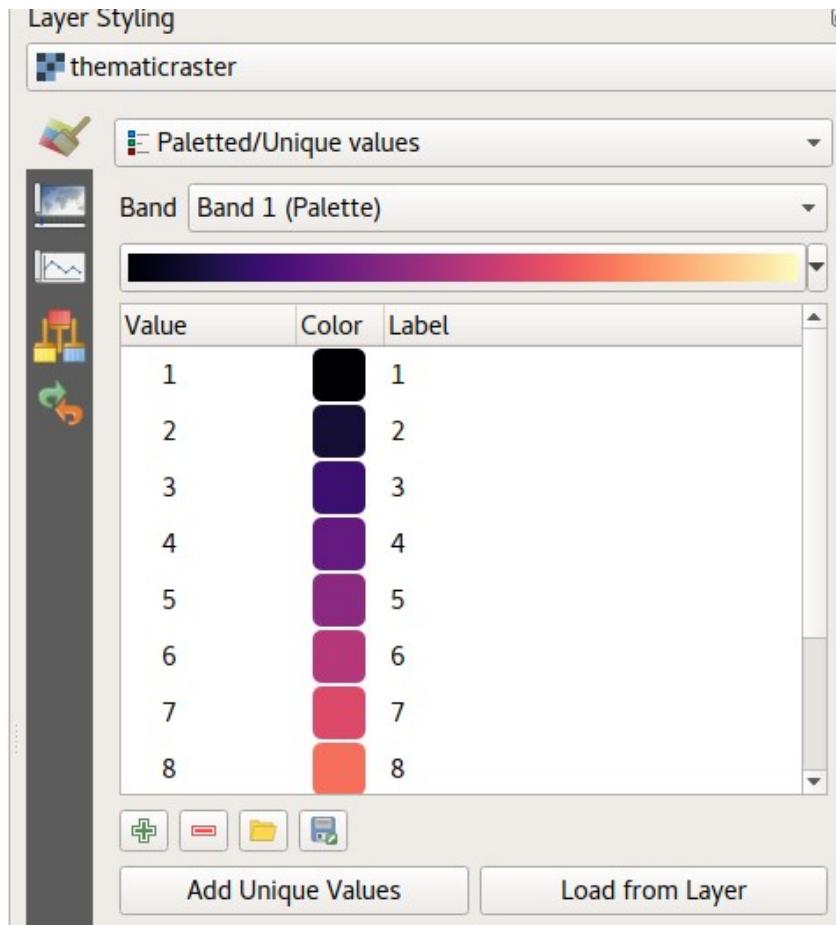 Layer Styling
thematicraster
Paletted/Unique values
Band Band 1 (Palette)
Value Color Label
1 1
2 2
3 3
4 4
5 5
6 6
7 7
8 8
Add Unique Values Load from Layer